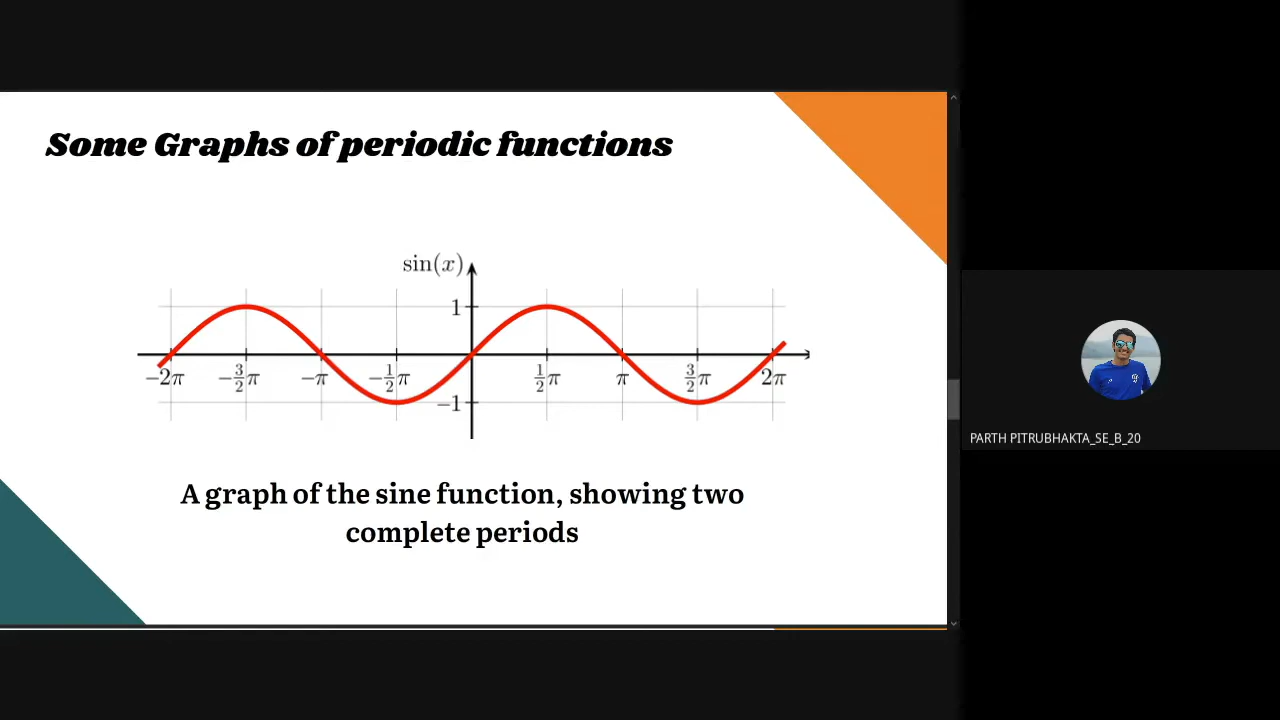 Some Graphs of periodic functions
sin(x)
1
−2π −3/2π −π −1/2π 1/2π π 3/2π 2π
−1
A graph of the sine function, showing two
complete periods
PARTH PITRUBHAKTA_SE_B_20